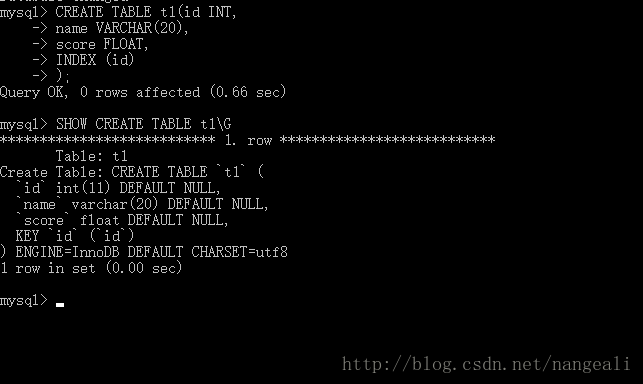 mysql> CREATE TABLE t1(id INT,
-> name VARCHAR(20),
-> score FLOAT,
-> INDEX (id)
-> );
Query OK, 0 rows affected (0.66 sec)
mysql> SHOW CREATE TABLE t1\G
*************************** 1. row ***************************
Table: t1
Create Table: CREATE TABLE `t1` (
`id` int(11) DEFAULT NULL,
`name` varchar(20) DEFAULT NULL,
`score` float DEFAULT NULL,
KEY `id` (`id`)
) ENGINE=InnoDB DEFAULT CHARSET=utf8
1 row in set (0.00 sec)
mysql>
http://blog.csdn.net/nangeali